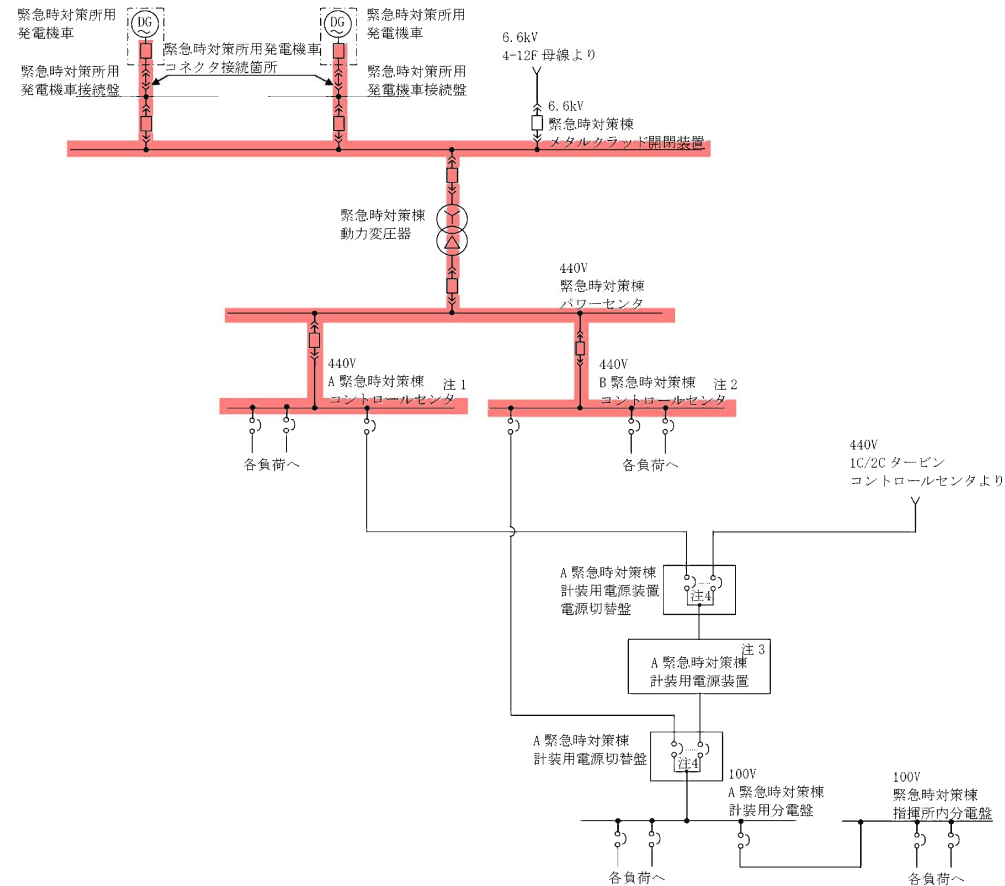 緊急時対策所用
発電機車
DG
DG
緊急時対策所用
発電機車
緊急時対策所用発電機車
コネクタ接続箇所
緊急時対策所用
発電機車接続盤
緊急時対策所用
発電機車接続盤
6.6kV
4-12F 母線より
6.6kV
緊急時対策棟
メタルクラッド開閉装置
緊急時対策棟
動力変圧器
440V
緊急時対策棟
パワーセンタ
440V
A 緊急時対策棟 注1
コントロールセンタ
440V
B 緊急時対策棟 注2
コントロールセンタ
各負荷へ
各負荷へ
440V
1C/2C タービン
コントロールセンタより
A 緊急時対策棟
計装用電源装置
電源切替盤
注4
注3
A 緊急時対策棟
計装用電源装置
A 緊急時対策棟
計装用電源切替盤
注4
100V
A 緊急時対策棟
計装用分電盤
100V
緊急時対策棟
指揮所内分電盤
各負荷へ
各負荷へ